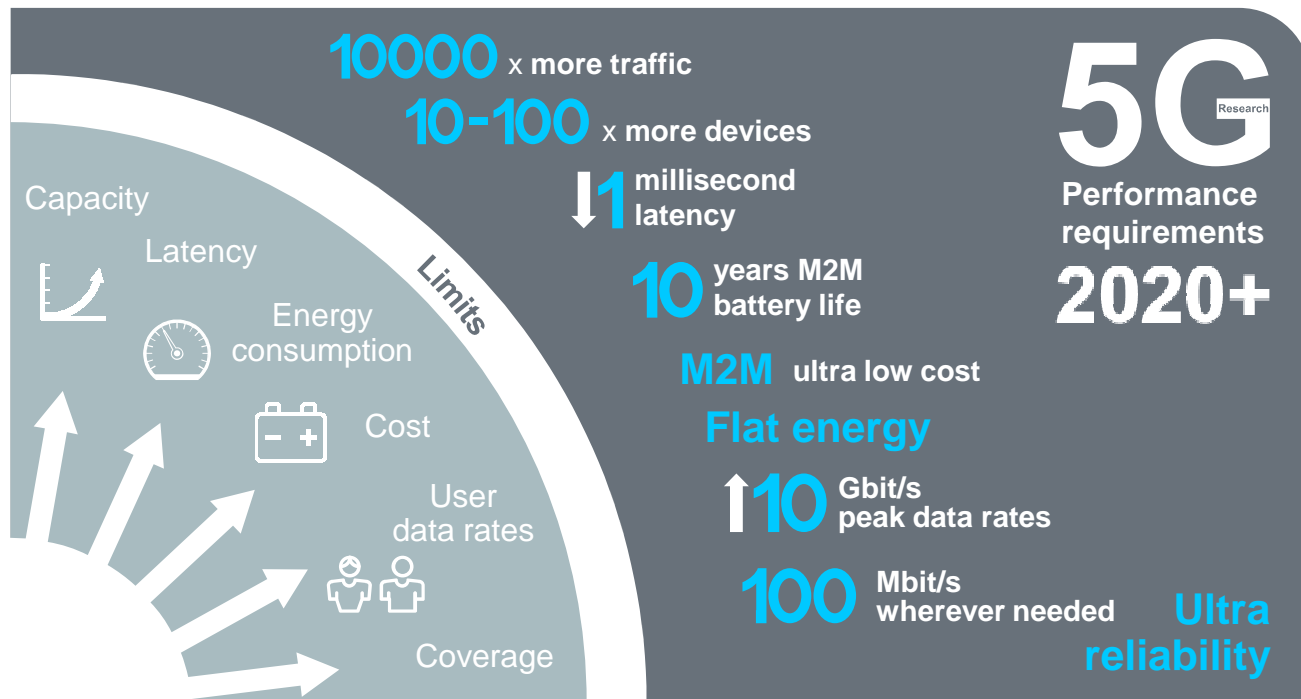 10000 x more traffic
10-100 x more devices
1 millisecond
latency
10 years M2M
battery life
M2M ultra low cost
Flat energy
10 Gbit/s
peak data rates
100 Mbit/s
wherever needed
Ultra
reliability
5G
Research
Performance
requirements
2020+
Limits
Capacity
Latency
Energy
consumption
Cost
User
data rates
Coverage